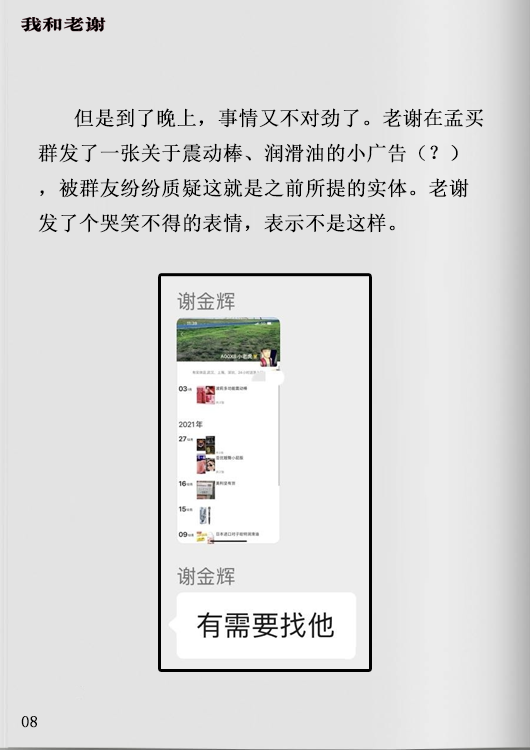 我和老谢
但是到了晚上，事情又不对劲了。老谢在孟买
群发了一张关于震动棒、润滑油的小广告（？）
，被群友纷纷质疑这就是之前所提的实体。老谢
发了个哭笑不得的表情，表示不是这样。
谢金辉
03
2021年
27
16
15
09
谢金辉
有需要找他
08